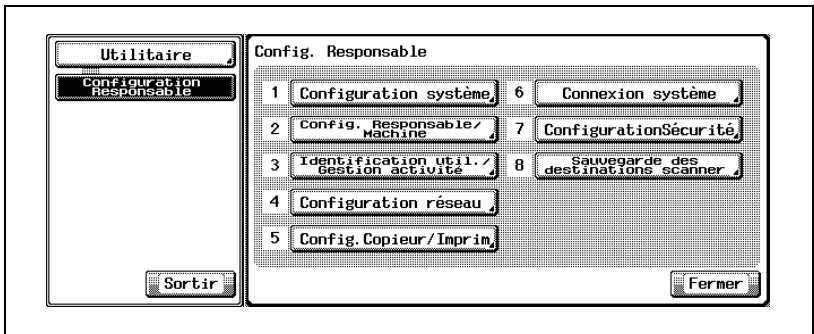 Utilitaire
Configuration
Responsable
Sortir
Config. Responsable
1 Configuration système
2 Config. Responsable/
Machine
3 Identification util./
Gestion activité
4 Configuration réseau
5 Config.Copieur/Imprim
6 Connexion système
7 ConfigurationSécurité
8 Sauvegarde des
destinations scanner
Fermer